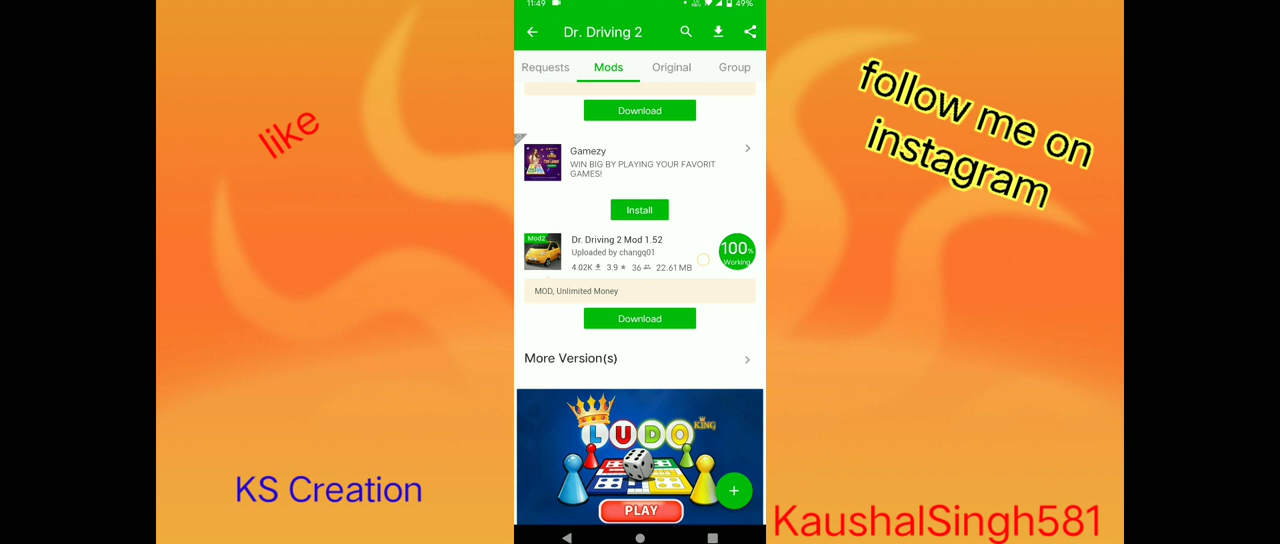 11:49
49%
Dr. Driving 2
Requests Mods Original Group
Download
Gamezy
WIN BIG BY PLAYING YOUR FAVORIT
GAMES!
Install
Mod2
Dr. Driving 2 Mod 1.52
Uploaded by changq01
4.02K 3.9 36 22.61 MB
100%
Working
MOD, Unlimited Money
Download
More Version(s)
LUDO
KING
PLAY
+
like
follow me on
instagram
KS Creation
KaushalSingh581